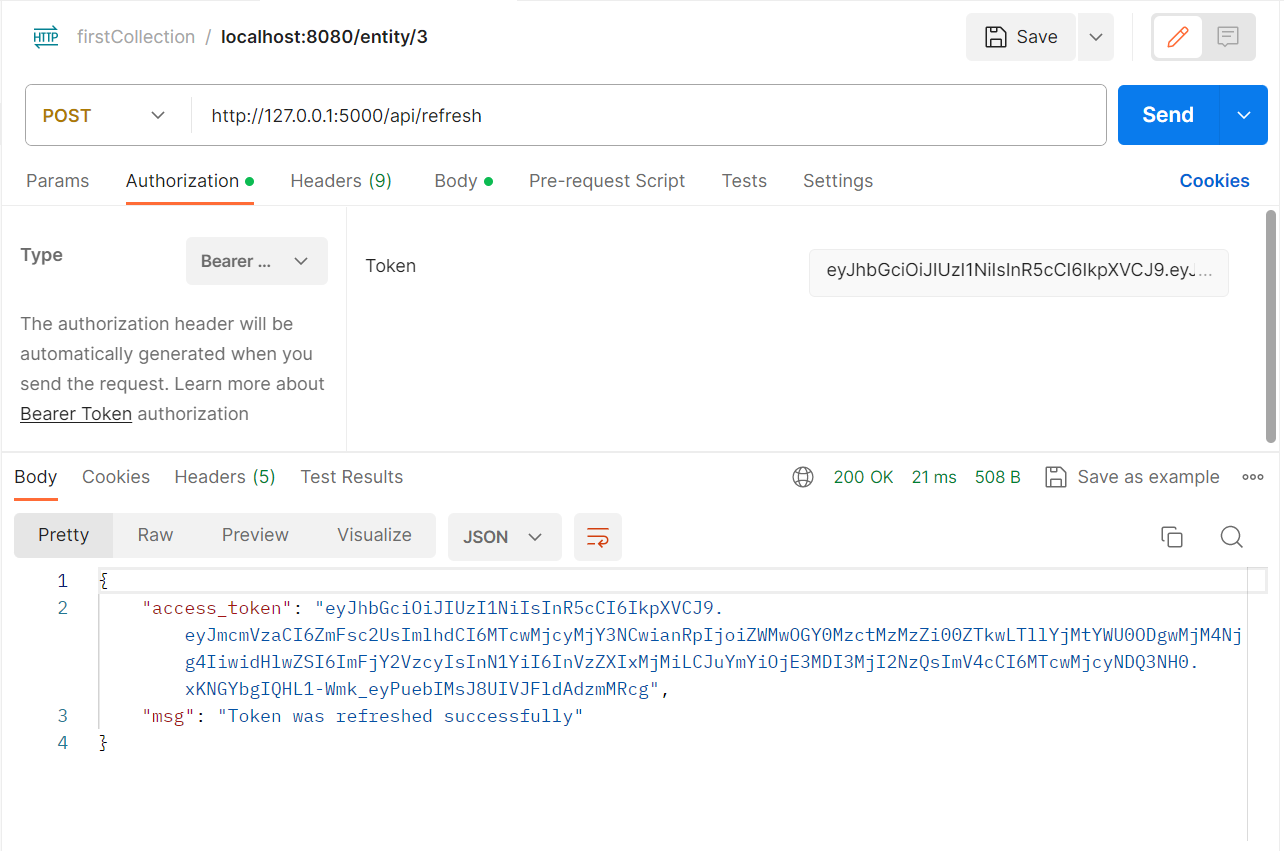 HTTP firstCollection / localhost:8080/entity/3 Save
POST http://127.0.0.1:5000/api/refresh Send
Params Authorization Headers (9) Body Pre-request Script Tests Settings Cookies
Type Bearer ... Token eyJhbGciOiJIUzI1NiIsInR5cCI6IkpXVCJ9.eyJ...
The authorization header will be
automatically generated when you
send the request. Learn more about
Bearer Token authorization
Body Cookies Headers (5) Test Results 200 OK 21 ms 508 B Save as example
Pretty Raw Preview Visualize JSON
1 {
2 "access_token": "eyJhbGciOiJIUzI1NiIsInR5cCI6IkpXVCJ9.
eyJmcmVzaCI6ZmFsc2UsImlhdCI6MTcwMjcyMjY3NCwianRpIjoiZWMwOGY0MzctMzMzZi00ZTkwLTllYjMtYWU0ODgwMjM4Nj
g4IiwidHlwZSI6ImFjY2VzcyIsInN1YiI6InVzZXIxMjMiLCJuYmYiOjE3MDI3MjI2NzQsImV4cCI6MTcwMjcyNDQ3NH0.
xKNGYbgIQHL1-Wmk_eyPuebIMsJ8UIVJFldAdzmMRcg",
3 "msg": "Token was refreshed successfully"
4 }